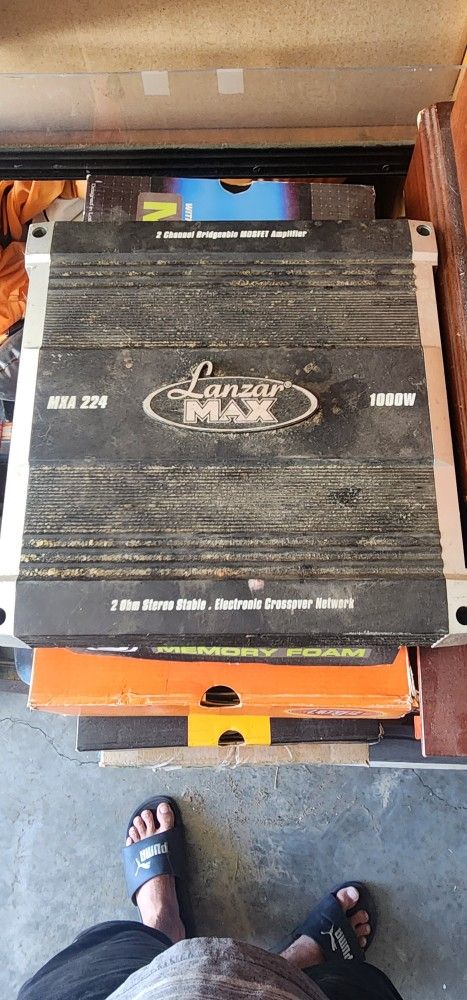 2 Channel Bridgeable MOSFET Amplifier
Lanzar®
MXA 224
MAX
1000W
2 Ohm Stereo Stable . Electronic Crosspver Network
MEMORY FOAM
PUMA
PUMA